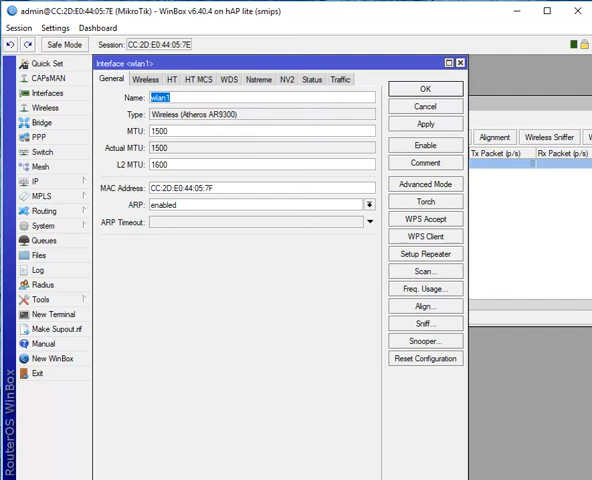 admin@CC:2D:E0:44:05:7E (MikroTik) - WinBox v6.40.4 on hAP lite (smips)
Session Settings Dashboard
Safe Mode Session: CC:2D:E0:44:05:7E
Quick Set
CAPsMAN
Interfaces
Wireless
Bridge
PPP
Switch
Mesh
IP
MPLS
Routing
System
Queues
Files
Log
Radius
Tools
New Terminal
Make Supout.rif
Manual
New WinBox
Exit
RouterOS WinBox
Interface <wlan1>
General Wireless HT HT MCS WDS Nstreme NV2 Status Traffic
Name: wlan1
Type: Wireless (Atheros AR9300)
MTU: 1500
Actual MTU: 1500
L2 MTU: 1600
MAC Address: CC:2D:E0:44:05:7F
ARP: enabled
ARP Timeout:
OK
Cancel
Apply
Enable
Comment
Advanced Mode
Torch
WPS Accept
WPS Client
Setup Repeater
Scan...
Freq. Usage...
Align...
Sniff...
Snooper...
Reset Configuration
Alignment Wireless Sniffer W
Tx Packet (p/s) Rx Packet (p/s)
0